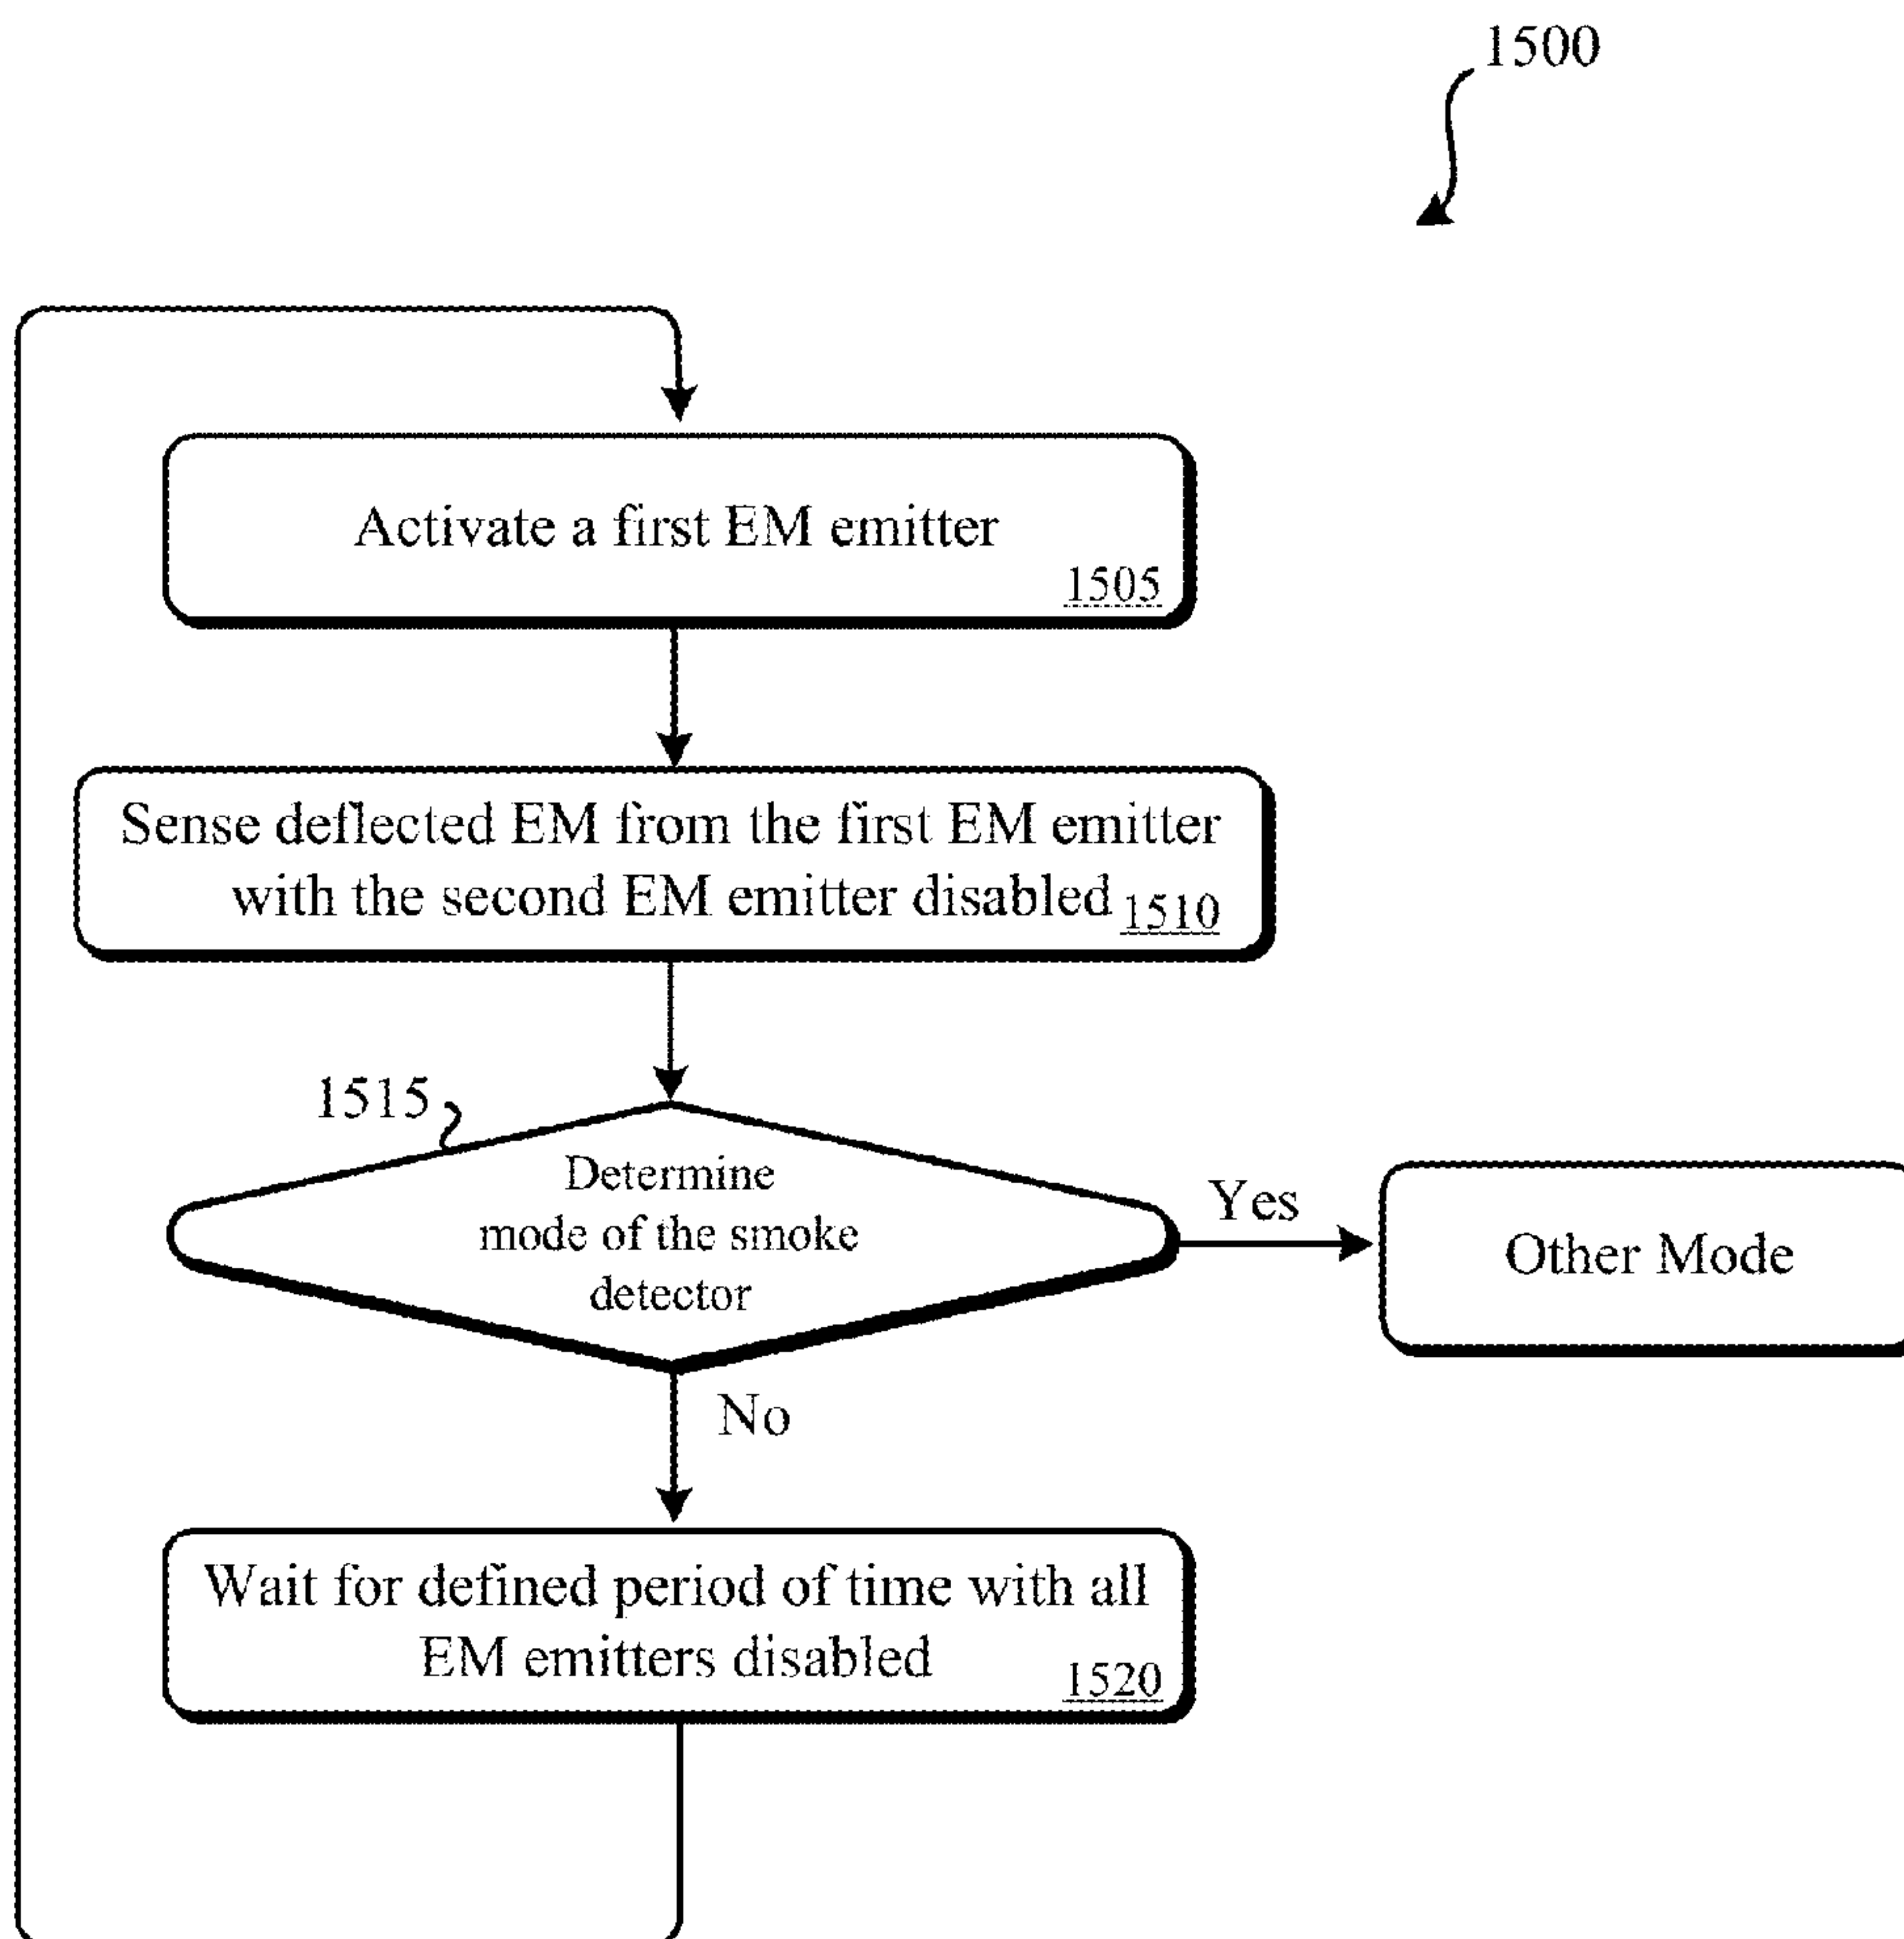 1500
Activate a first EM emitter
1505
Sense deflected EM from the first EM emitter
with the second EM emitter disabled 1510
1515
Determine
mode of the smoke
detector
Yes
Other Mode
No
Wait for defined period of time with all
EM emitters disabled
1520